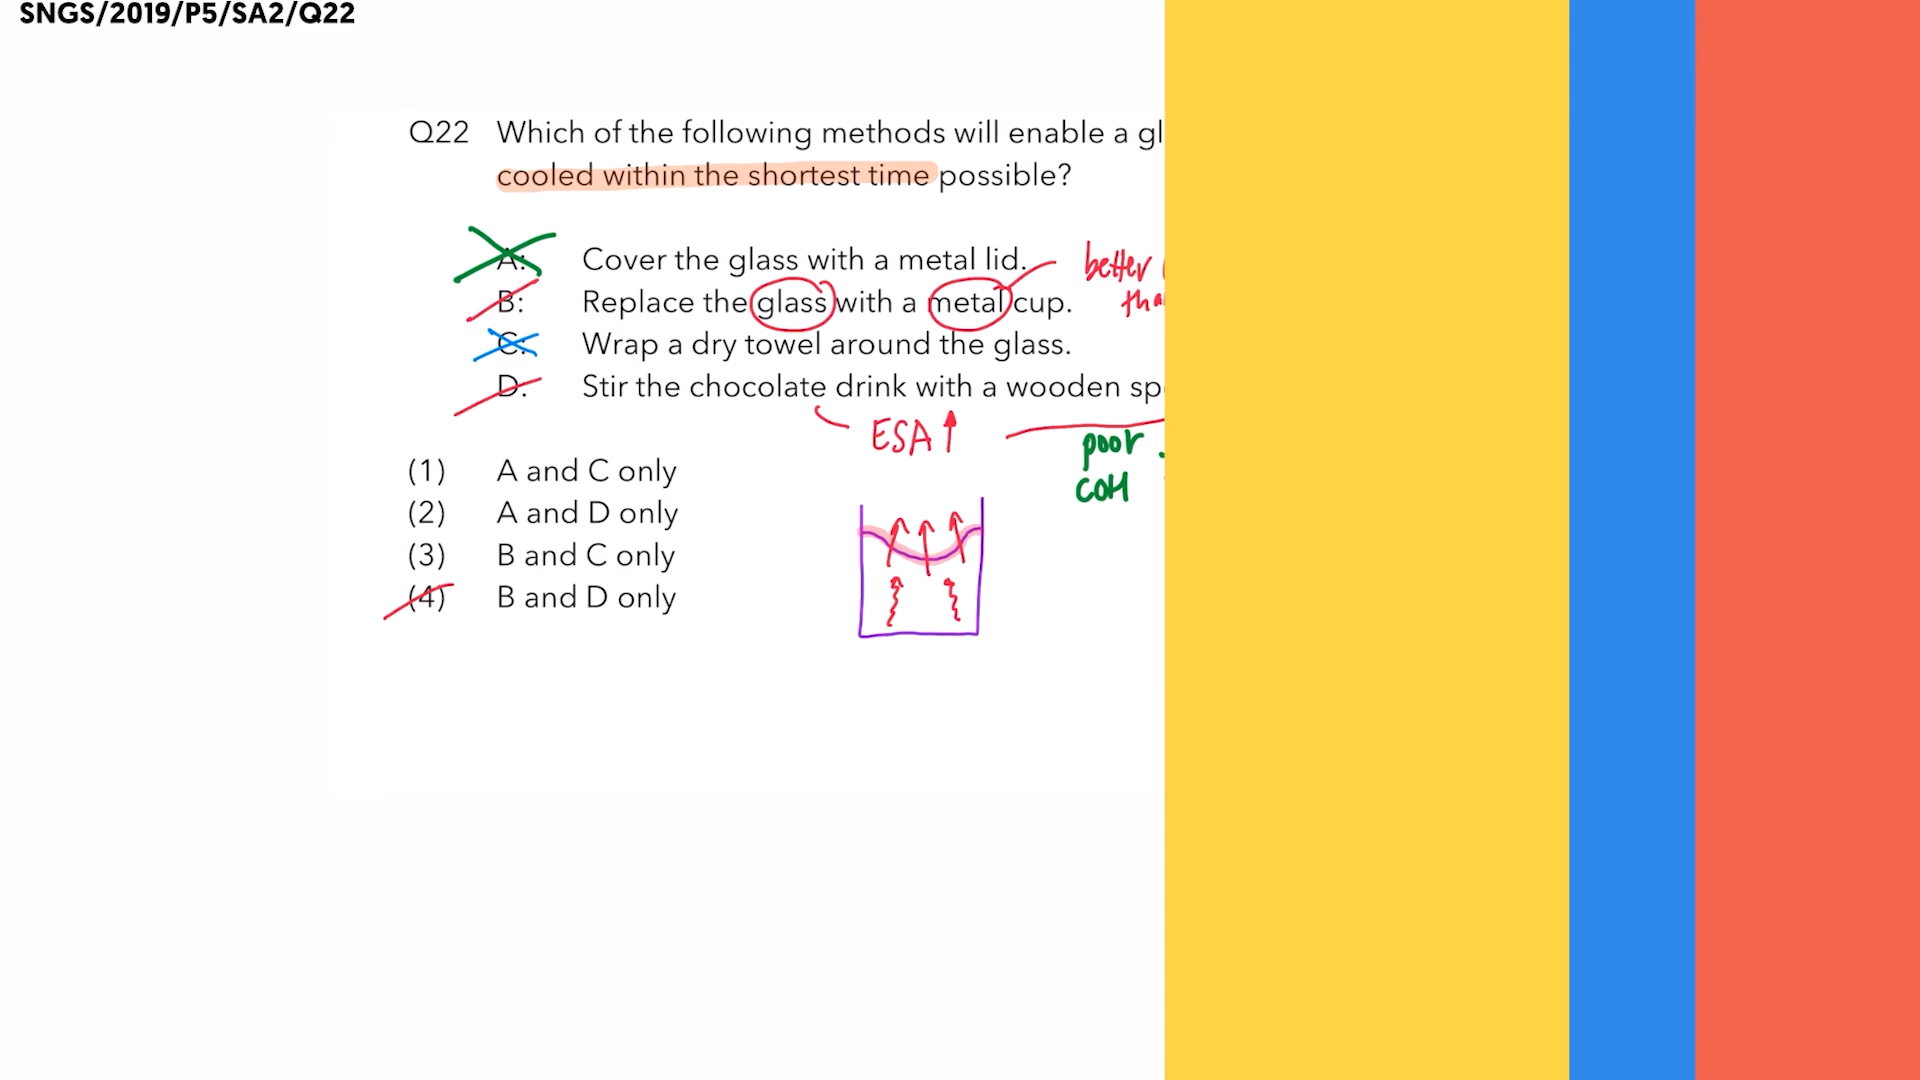 SNGS/2019/P5/SA2/Q22
Q22 Which of the following methods will enable a gl
cooled within the shortest time possible?
A: Cover the glass with a metal lid.
better
B: Replace the glass with a metal cup.
tha
C: Wrap a dry towel around the glass.
D: Stir the chocolate drink with a wooden sp
ESA
poor
COH
(1) A and C only
(2) A and D only
(3) B and C only
(4) B and D only